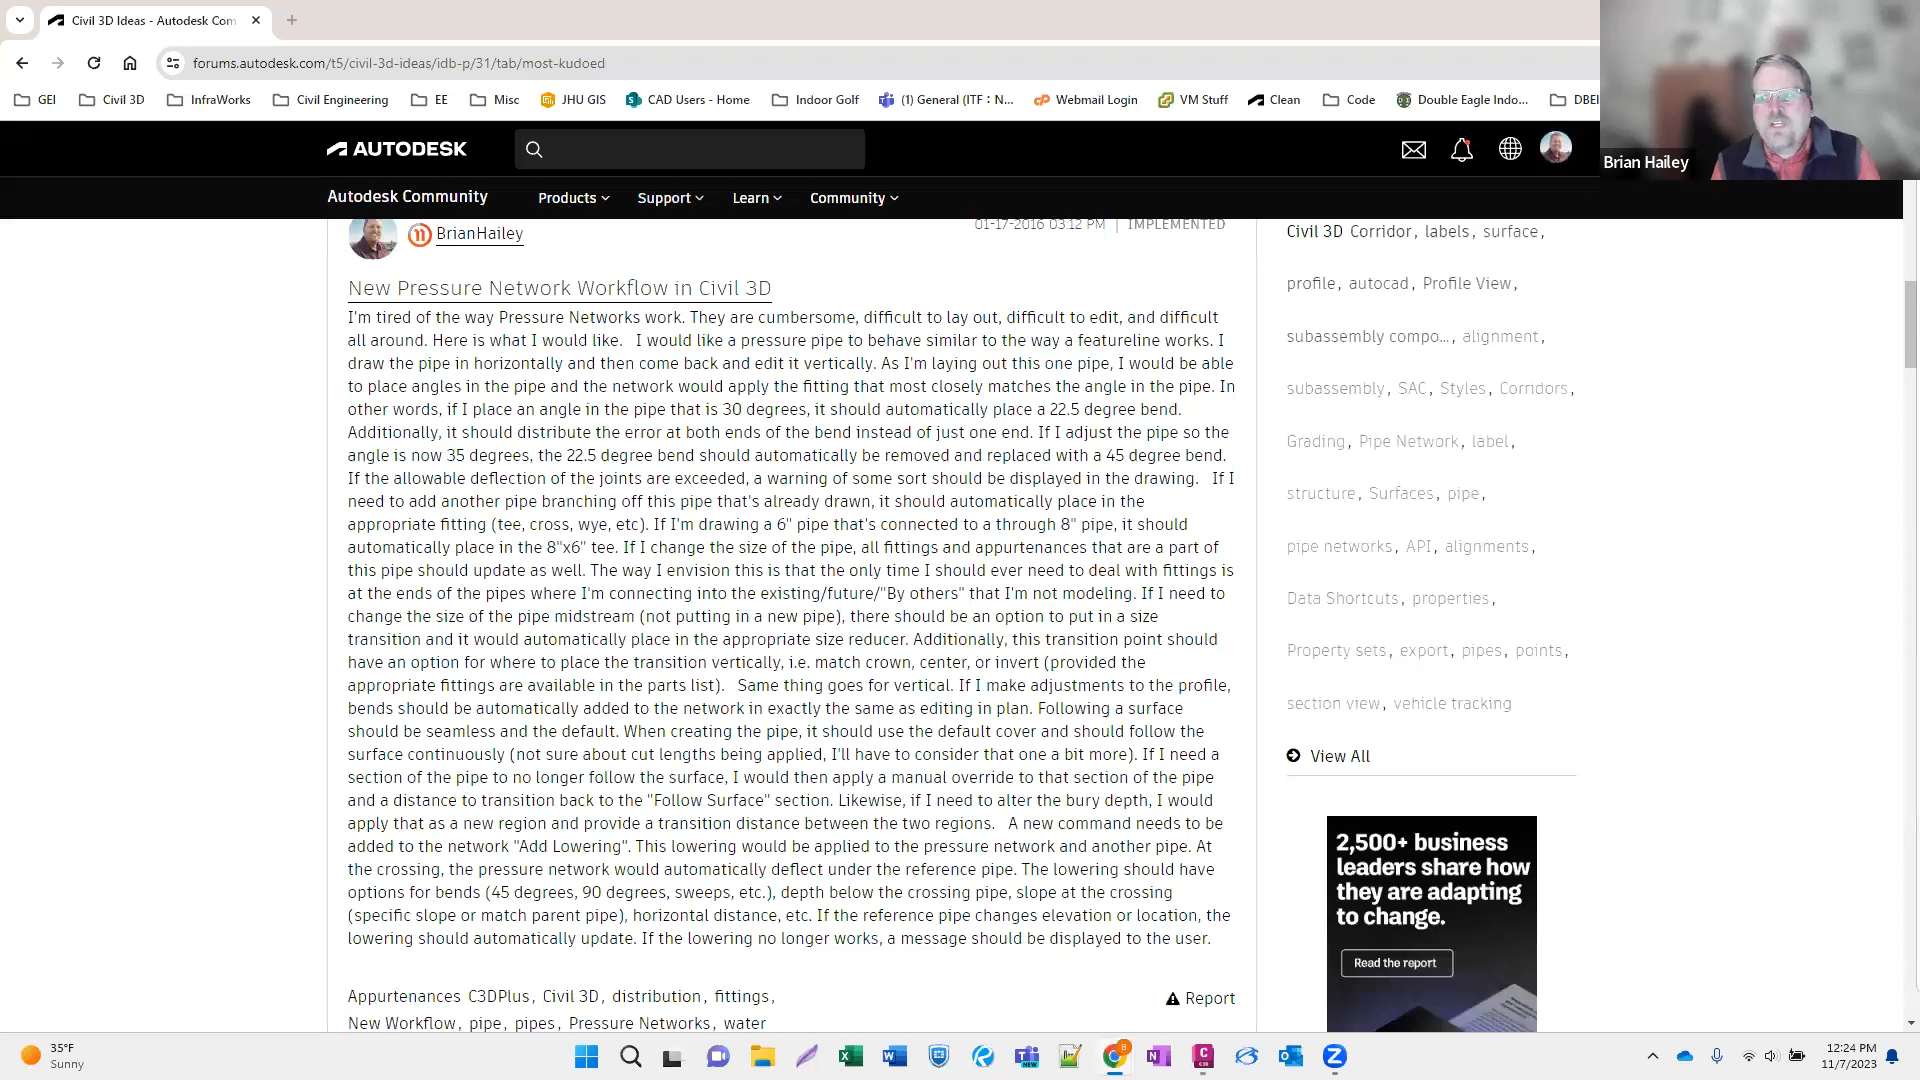 Civil 3D Ideas - Autodesk Com
forums.autodesk.com/t5/civil-3d-ideas/idb-p/31/tab/most-kudoed
GEI
Civil 3D
InfraWorks
Civil Engineering
EE
Misc
JHU GIS
CAD Users - Home
Indoor Golf
(1) General (ITF : N...
Webmail Login
VM Stuff
Clean
Code
Double Eagle Indo...
DBEI
Brian Hailey
AUTODESK
Autodesk Community
Products
Support
Learn
Community
BrianHailey
01-17-2016 03:12 PM | IMPLEMENTED
New Pressure Network Workflow in Civil 3D
I'm tired of the way Pressure Networks work. They are cumbersome, difficult to lay out, difficult to edit, and difficult
all around. Here is what I would like.   I would like a pressure pipe to behave similar to the way a featureline works. I
draw the pipe in horizontally and then come back and edit it vertically. As I'm laying out this one pipe, I would be able
to place angles in the pipe and the network would apply the fitting that most closely matches the angle in the pipe. In
other words, if I place an angle in the pipe that is 30 degrees, it should automatically place a 22.5 degree bend.
Additionally, it should distribute the error at both ends of the bend instead of just one end. If I adjust the pipe so the
angle is now 35 degrees, the 22.5 degree bend should automatically be removed and replaced with a 45 degree bend.
If the allowable deflection of the joints are exceeded, a warning of some sort should be displayed in the drawing.   If I
need to add another pipe branching off this pipe that's already drawn, it should automatically place in the
appropriate fitting (tee, cross, wye, etc). If I'm drawing a 6" pipe that's connected to a through 8" pipe, it should
automatically place in the 8"x6" tee. If I change the size of the pipe, all fittings and appurtenances that are a part of
this pipe should update as well. The way I envision this is that the only time I should ever need to deal with fittings is
at the ends of the pipes where I'm connecting into the existing/future/"By others" that I'm not modeling. If I need to
change the size of the pipe midstream (not putting in a new pipe), there should be an option to put in a size
transition and it would automatically place in the appropriate size reducer. Additionally, this transition point should
have an option for where to place the transition vertically, i.e. match crown, center, or invert (provided the
appropriate fittings are available in the parts list).   Same thing goes for vertical. If I make adjustments to the profile,
bends should be automatically added to the network in exactly the same as editing in plan. Following a surface
should be seamless and the default. When creating the pipe, it should use the default cover and should follow the
surface continuously (not sure about cut lengths being applied, I'll have to consider that one a bit more). If I need a
section of the pipe to no longer follow the surface, I would then apply a manual override to that section of the pipe
and a distance to transition back to the "Follow Surface" section. Likewise, if I need to alter the bury depth, I would
apply that as a new region and provide a transition distance between the two regions.   A new command needs to be
added to the network "Add Lowering". This lowering would be applied to the pressure network and another pipe. At
the crossing, the pressure network would automatically deflect under the reference pipe. The lowering should have
options for bends (45 degrees, 90 degrees, sweeps, etc.), depth below the crossing pipe, slope at the crossing
(specific slope or match parent pipe), horizontal distance, etc. If the reference pipe changes elevation or location, the
lowering should automatically update. If the lowering no longer works, a message should be displayed to the user.
Appurtenances C3DPlus, Civil 3D, distribution, fittings,
New Workflow, pipe, pipes, Pressure Networks, water
Report
Civil 3D Corridor, labels, surface,
profile, autocad, Profile View,
subassembly compo..., alignment,
subassembly, SAC, Styles, Corridors,
Grading, Pipe Network, label,
structure, Surfaces, pipe,
pipe networks, API, alignments,
Data Shortcuts, properties,
Property sets, export, pipes, points,
section view, vehicle tracking
View All
2,500+ business
leaders share how
they are adapting
to change.
Read the report
35°F
Sunny
12:24 PM
11/7/2023